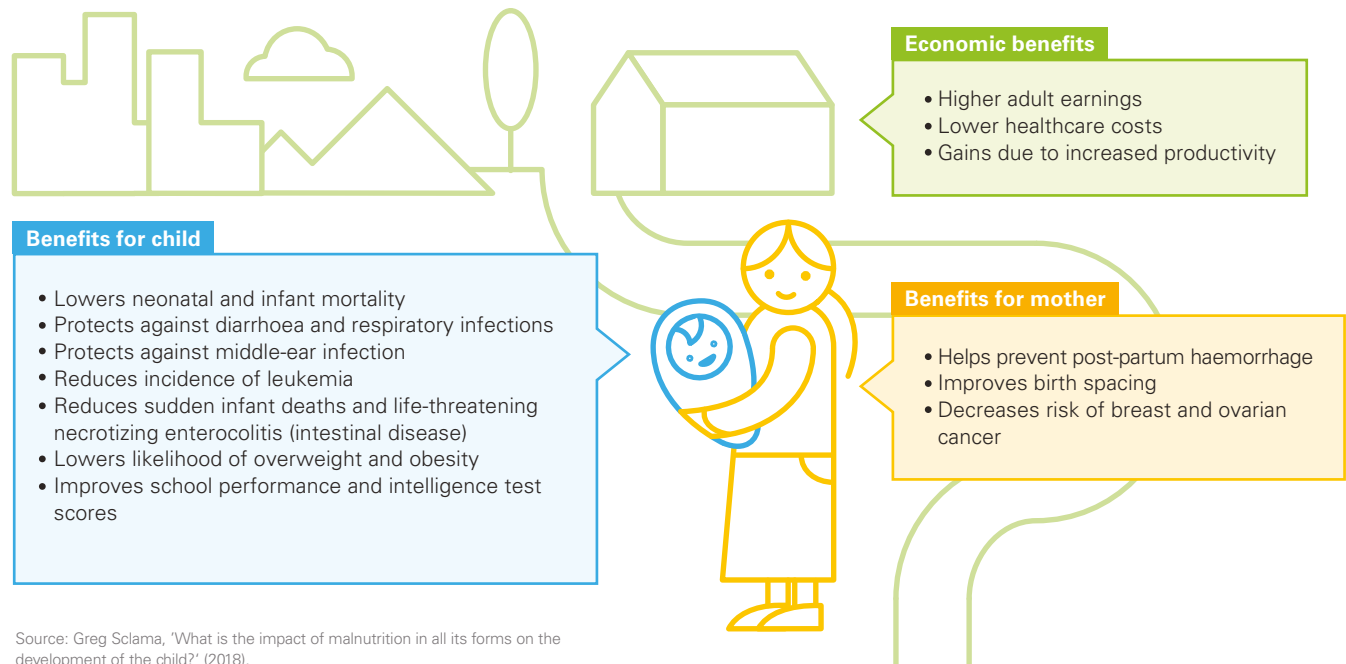 Economic benefits
• Higher adult earnings
• Lower healthcare costs
• Gains due to increased productivity
Benefits for child
• Lowers neonatal and infant mortality
• Protects against diarrhoea and respiratory infections
• Protects against middle-ear infection
• Reduces incidence of leukemia
• Reduces sudden infant deaths and life-threatening
necrotizing enterocolitis (intestinal disease)
• Lowers likelihood of overweight and obesity
• Improves school performance and intelligence test
scores
Benefits for mother
• Helps prevent post-partum haemorrhage
• Improves birth spacing
• Decreases risk of breast and ovarian
cancer
Source: Greg Sclama, ‘What is the impact of malnutrition in all its forms on the
development of the child?’ (2018).